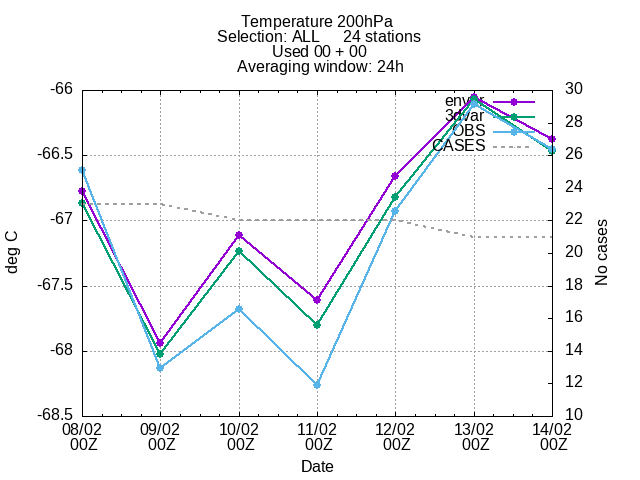 Temperature 200hPa
Selection: ALL 24 stations
Used 00 + 00
Averaging window: 24h
-66
-66.5
-67
-67.5
-68
-68.5
30
28
26
24
22
20
18
16
14
12
10
envar
3dvar
OBS
CASES
deg C
No cases
08/02 09/02 10/02 11/02 12/02 13/02 14/02
00Z 00Z 00Z 00Z 00Z 00Z 00Z
Date